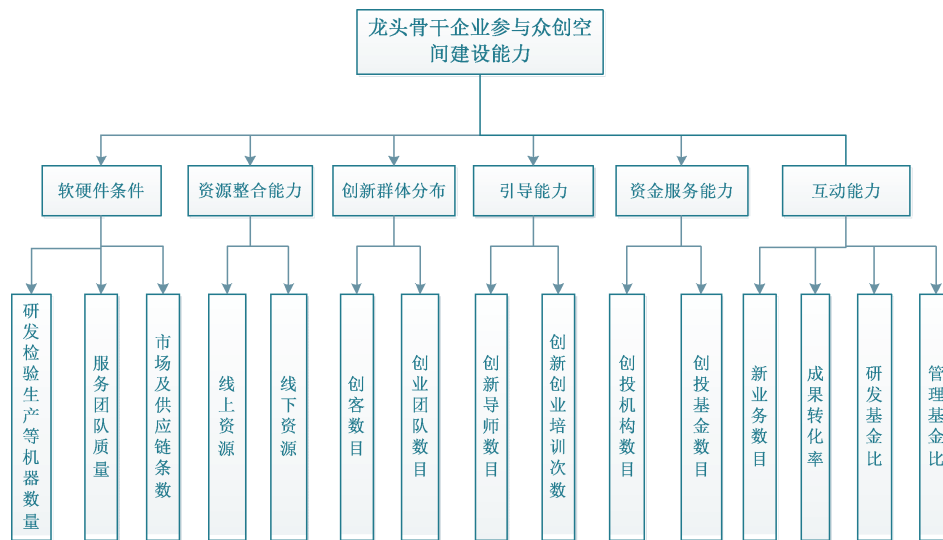 龙头骨干企业参与众创空
间建设能力
软硬件条件
资源整合能力
创新群体分布
引导能力
资金服务能力
互动能力
研发检验生产等机器数量
服务团队质量
市场及供应链条数
线上资源
线下资源
创客数目
创业团队数目
创新导师数目
创新创业培训次数
创投机构数目
创投基金数目
新业务数目
成果转化率
研发基金比
管理基金比